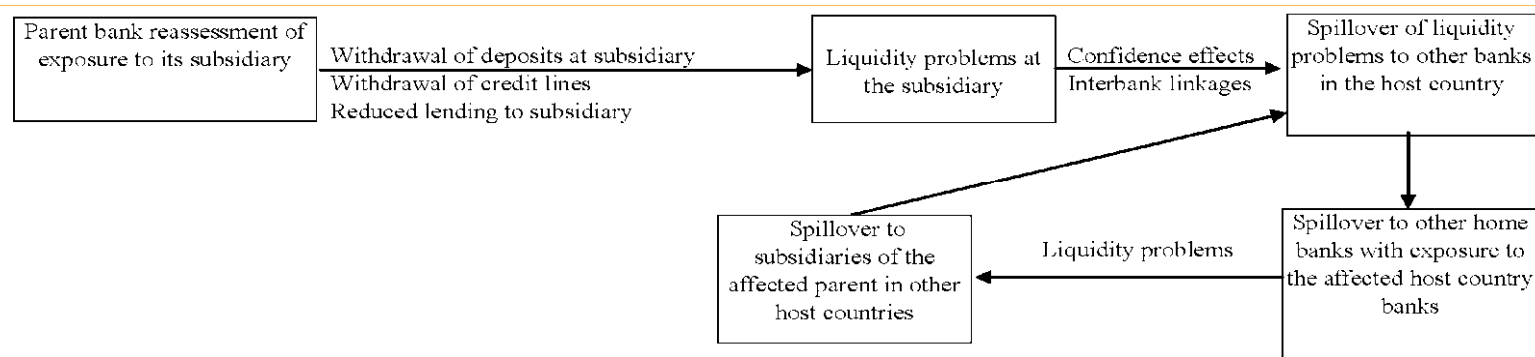 Parent bank reassessment of
exposure to its subsidiary
Withdrawal of deposits at subsidiary
Withdrawal of credit lines
Reduced lending to subsidiary
Liquidity problems at
the subsidiary
Confidence effects
Interbank linkages
Spillover of liquidity
problems to other banks
in the host country
Spillover to other home
banks with exposure to
the affected host country
banks
Liquidity problems
Spillover to
subsidiaries of the
affected parent in other
host countries